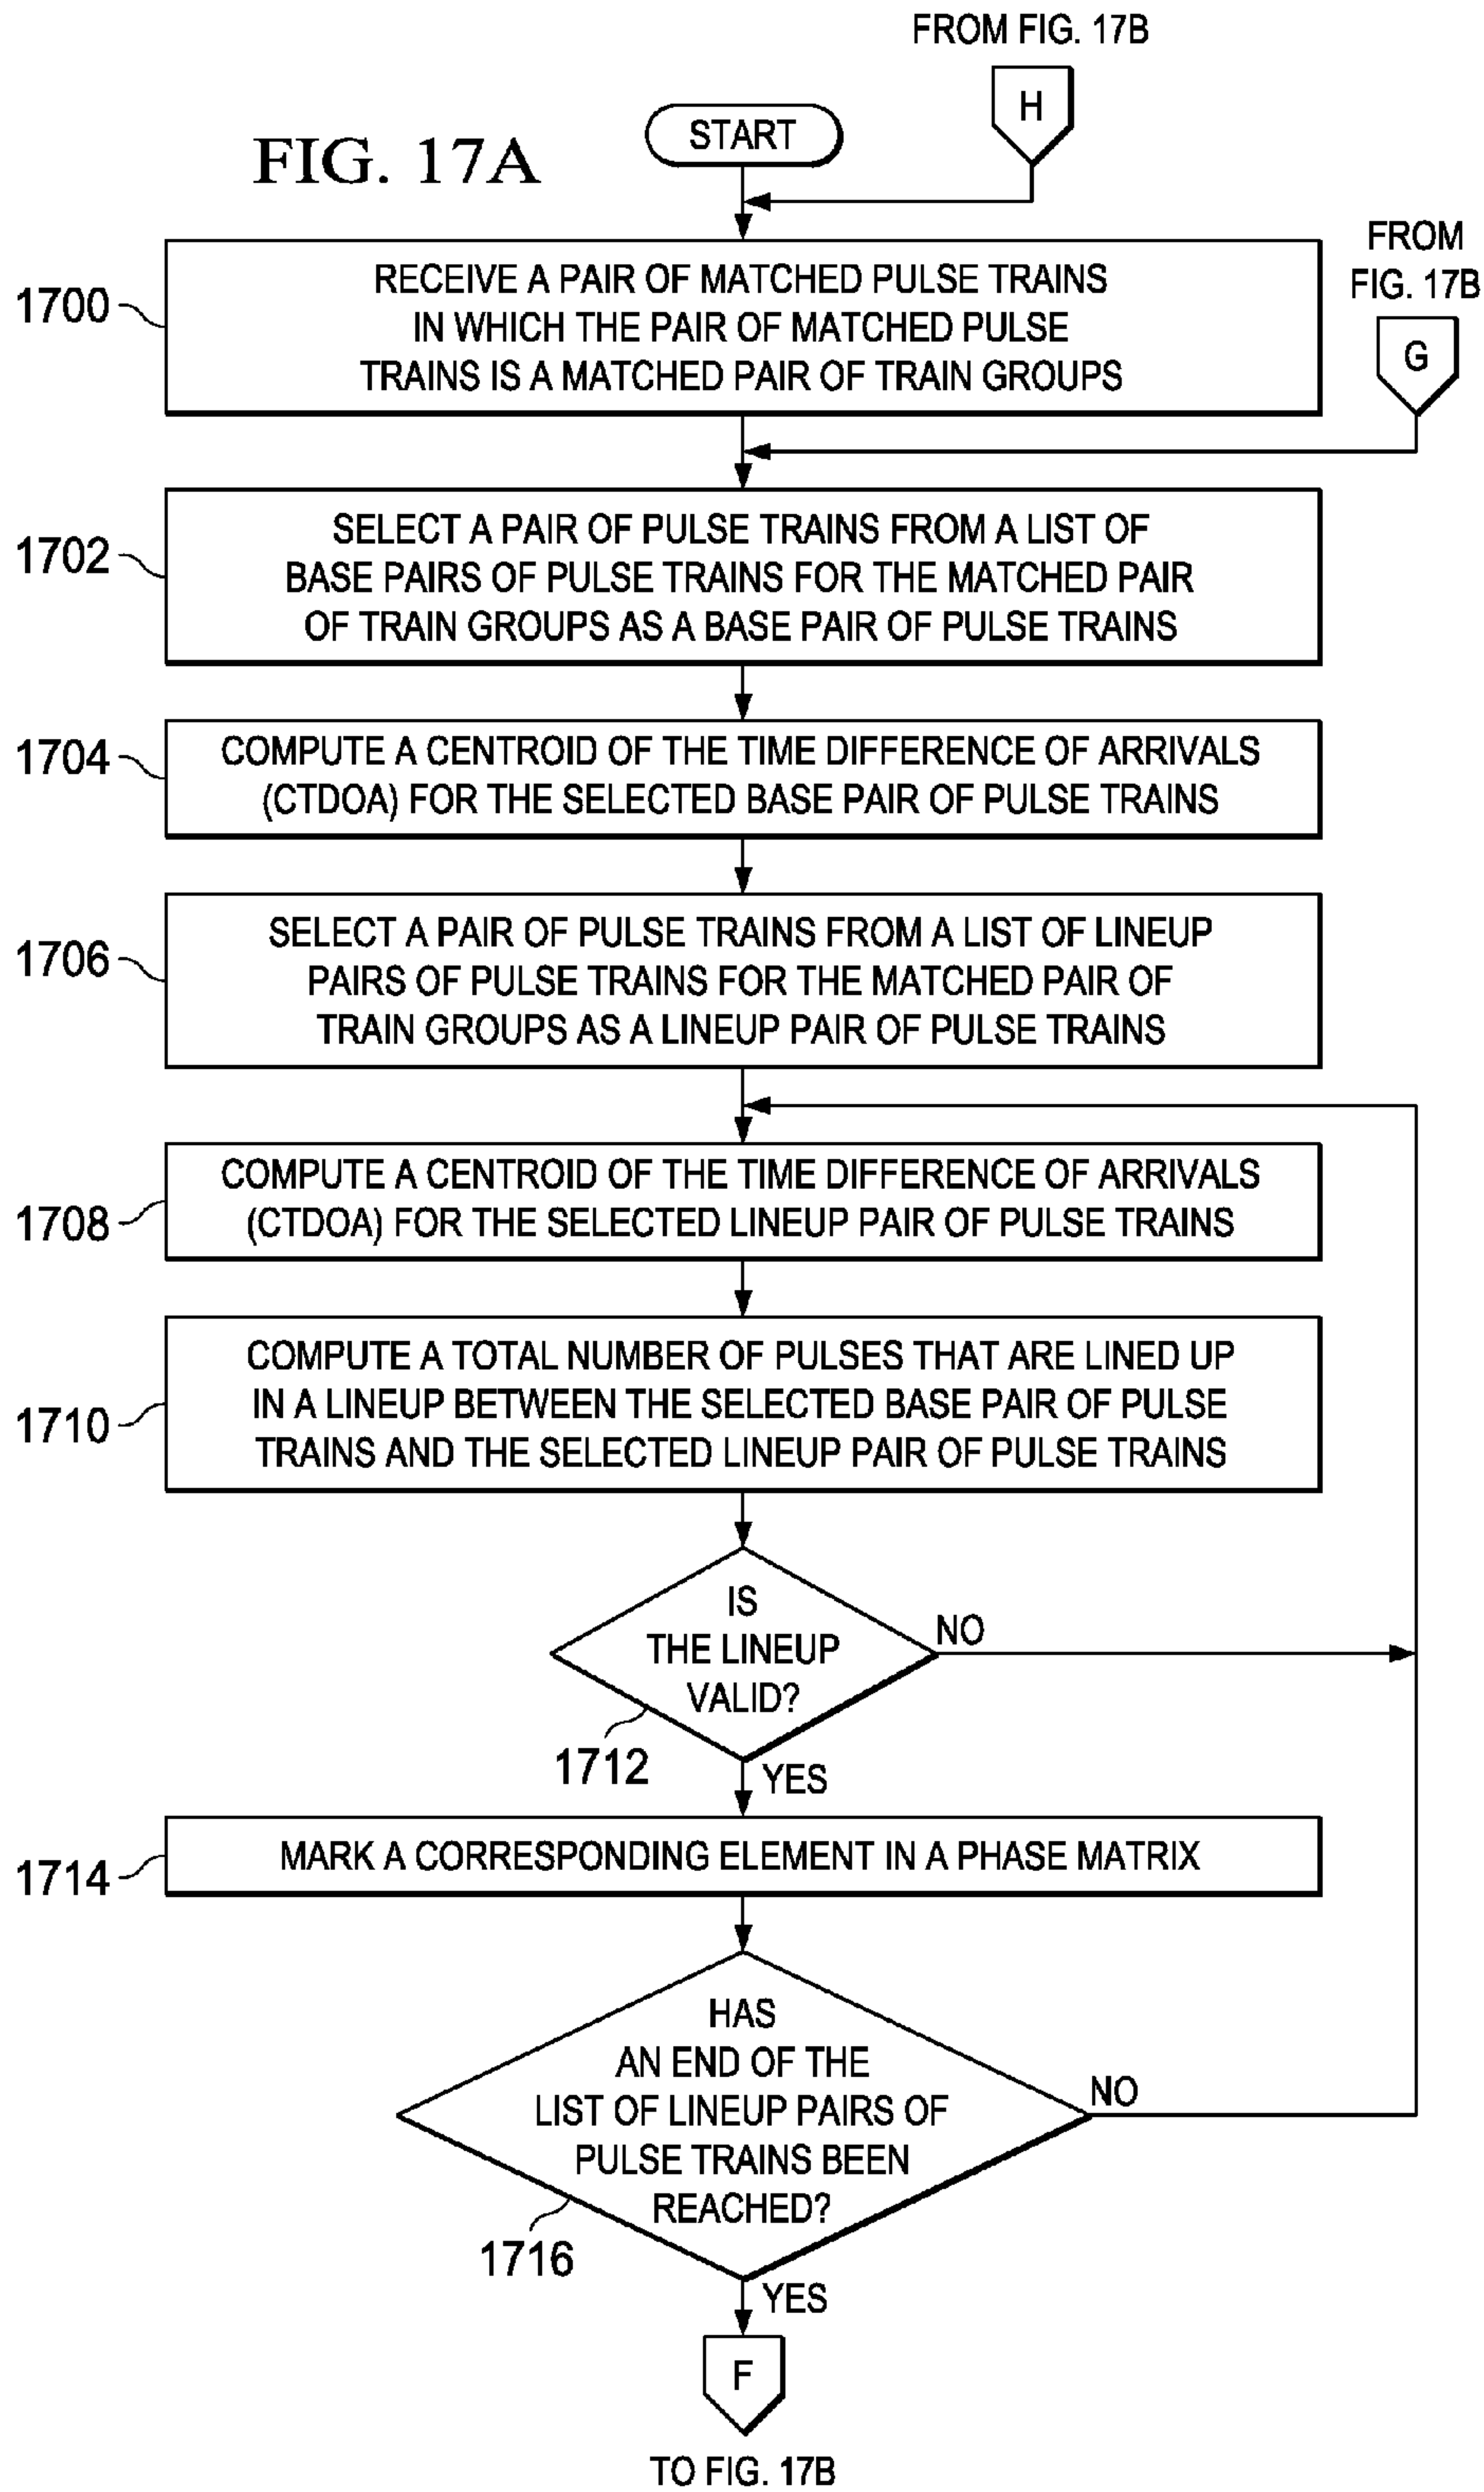 FROM FIG. 17B
H
START
FIG. 17A
FROM
FIG. 17B
G
1700
RECEIVE A PAIR OF MATCHED PULSE TRAINS
IN WHICH THE PAIR OF MATCHED PULSE
TRAINS IS A MATCHED PAIR OF TRAIN GROUPS
1702
SELECT A PAIR OF PULSE TRAINS FROM A LIST OF
BASE PAIRS OF PULSE TRAINS FOR THE MATCHED PAIR
OF TRAIN GROUPS AS A BASE PAIR OF PULSE TRAINS
1704
COMPUTE A CENTROID OF THE TIME DIFFERENCE OF ARRIVALS
(CTDOA) FOR THE SELECTED BASE PAIR OF PULSE TRAINS
1706
SELECT A PAIR OF PULSE TRAINS FROM A LIST OF LINEUP
PAIRS OF PULSE TRAINS FOR THE MATCHED PAIR OF
TRAIN GROUPS AS A LINEUP PAIR OF PULSE TRAINS
1708
COMPUTE A CENTROID OF THE TIME DIFFERENCE OF ARRIVALS
(CTDOA) FOR THE SELECTED LINEUP PAIR OF PULSE TRAINS
1710
COMPUTE A TOTAL NUMBER OF PULSES THAT ARE LINED UP
IN A LINEUP BETWEEN THE SELECTED BASE PAIR OF PULSE
TRAINS AND THE SELECTED LINEUP PAIR OF PULSE TRAINS
IS
THE LINEUP
VALID?
NO
1712
YES
1714
MARK A CORRESPONDING ELEMENT IN A PHASE MATRIX
HAS
AN END OF THE
LIST OF LINEUP PAIRS OF
PULSE TRAINS BEEN
REACHED?
NO
1716
YES
F
TO FIG. 17B